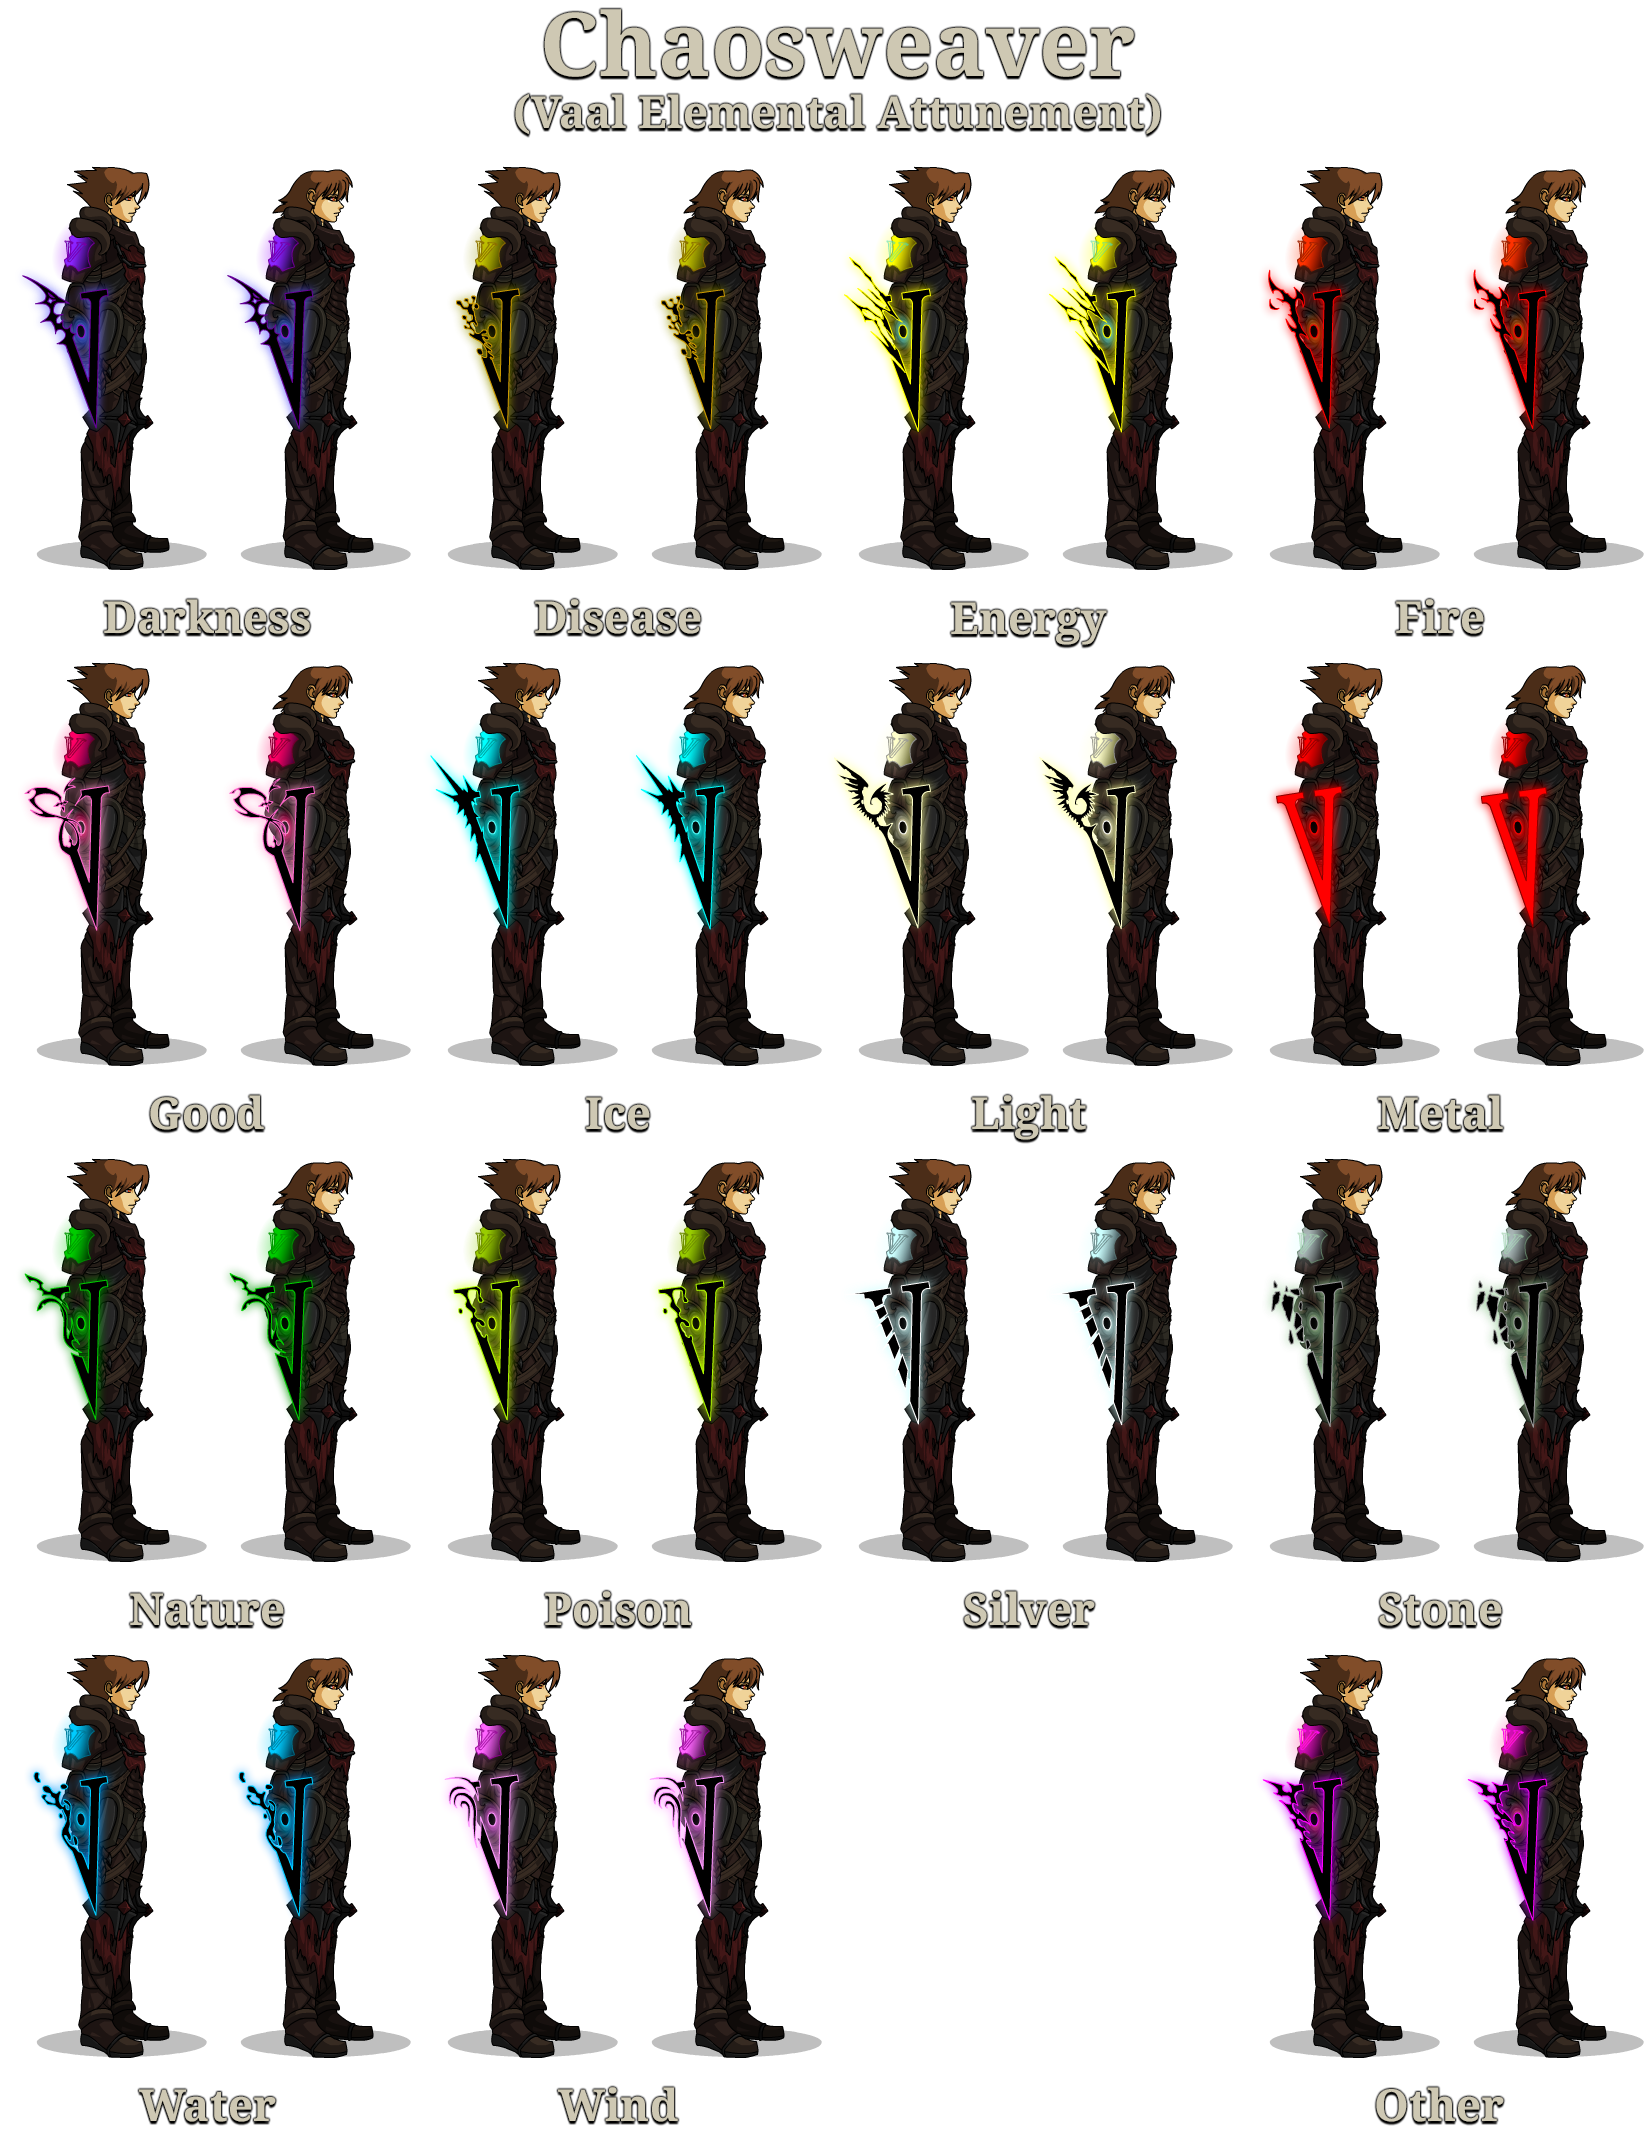 Chaosweaver
(Vaal Elemental Attunement)
Darkness
Disease
Energy
Fire
Good
Ice
Light
Metal
Nature
Poison
Silver
Stone
Water
Wind
Other